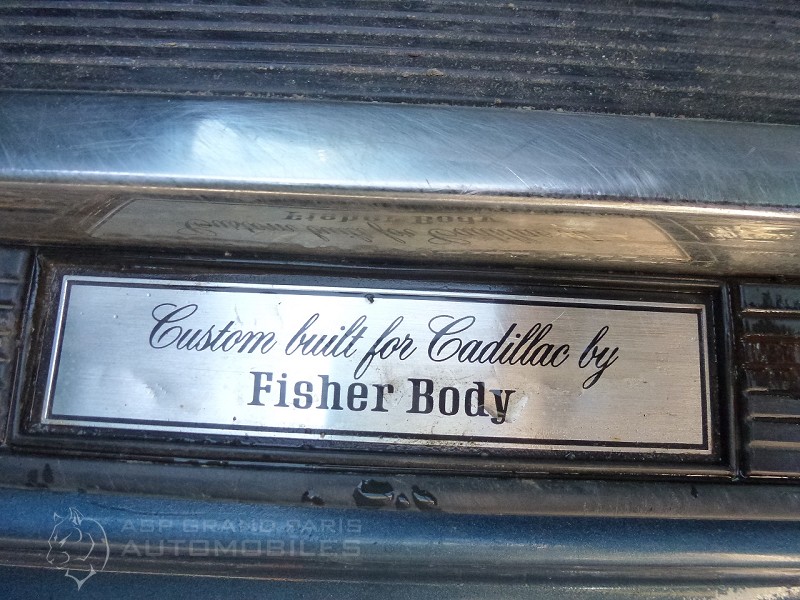 Custom built for Cadillac by
Fisher Body
ASP GRAND PARIS
AUTOMOBILES